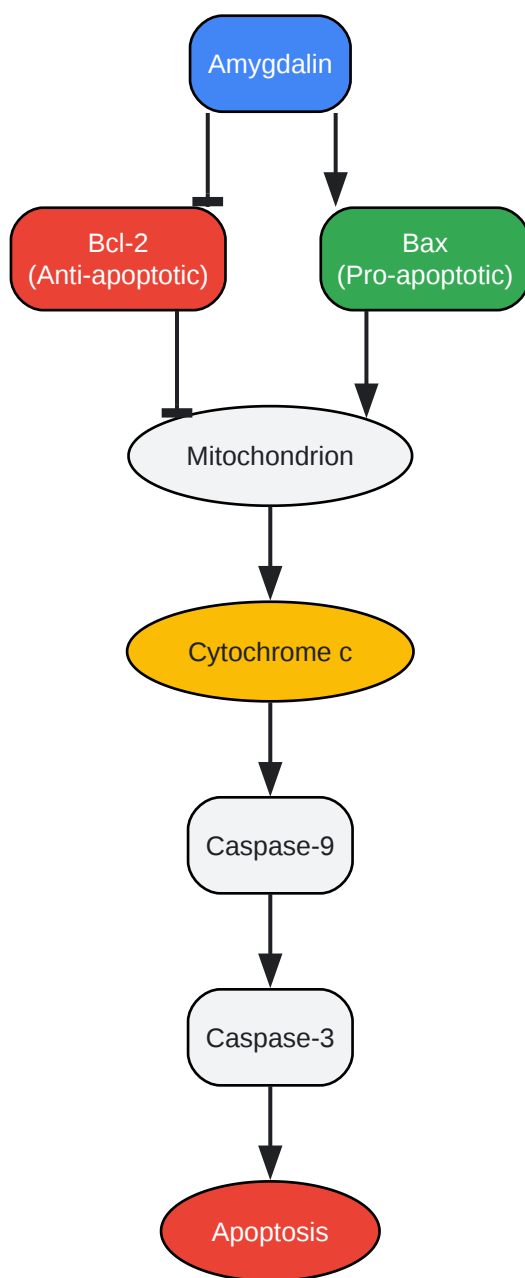 Amygdalin
Bcl-2
(Anti-apoptotic)
Bax
(Pro-apoptotic)
Mitochondrion
Cytochrome c
Caspase-9
Caspase-3
Apoptosis